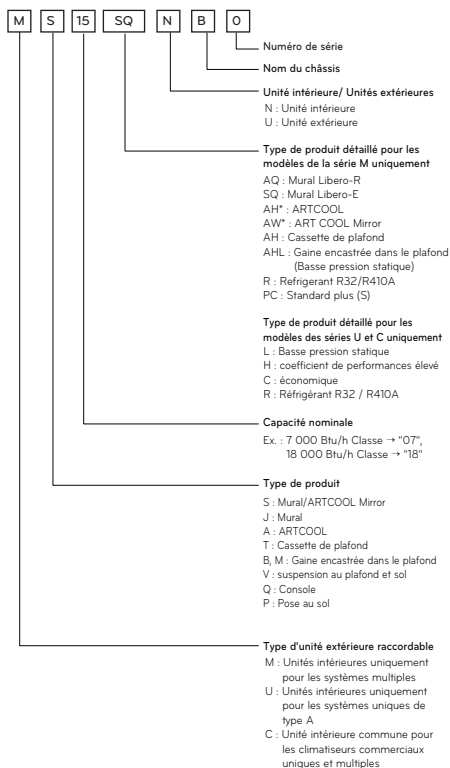 M S 15 SQ N B 0
Numéro de série
Nom du châssis
Unité intérieure/ Unités extérieures
N : Unité intérieure
U : Unité extérieure
Type de produit détaillé pour les
modèles de la série M uniquement
AQ : Mural Libero-R
SQ : Mural Libero-E
AH* : ARTCOOL
AW* : ART COOL Mirror
AH : Cassette de plafond
AHL : Gaine encastrée dans le plafond
(Basse pression statique)
R : Refrigerant R32/R410A
PC : Standard plus (S)
Type de produit détaillé pour les
modèles des séries U et C uniquement
L : Basse pression statique
H : coefficient de performances élevé
C : économique
R : Réfrigérant R32 / R410A
Capacité nominale
Ex. : 7 000 Btu/h Classe → "07",
18 000 Btu/h Classe → "18"
Type de produit
S : Mural/ARTCOOL Mirror
J : Mural
A : ARTCOOL
T : Cassette de plafond
B, M : Gaine encastrée dans le plafond
V : suspension au plafond et sol
Q : Console
P : Pose au sol
Type d'unité extérieure raccordable
M : Unités intérieures uniquement
pour les systèmes multiples
U : Unités intérieures uniquement
pour les systèmes uniques de
type A
C : Unité intérieure commune pour
les climatiseurs commerciaux
uniques et multiples